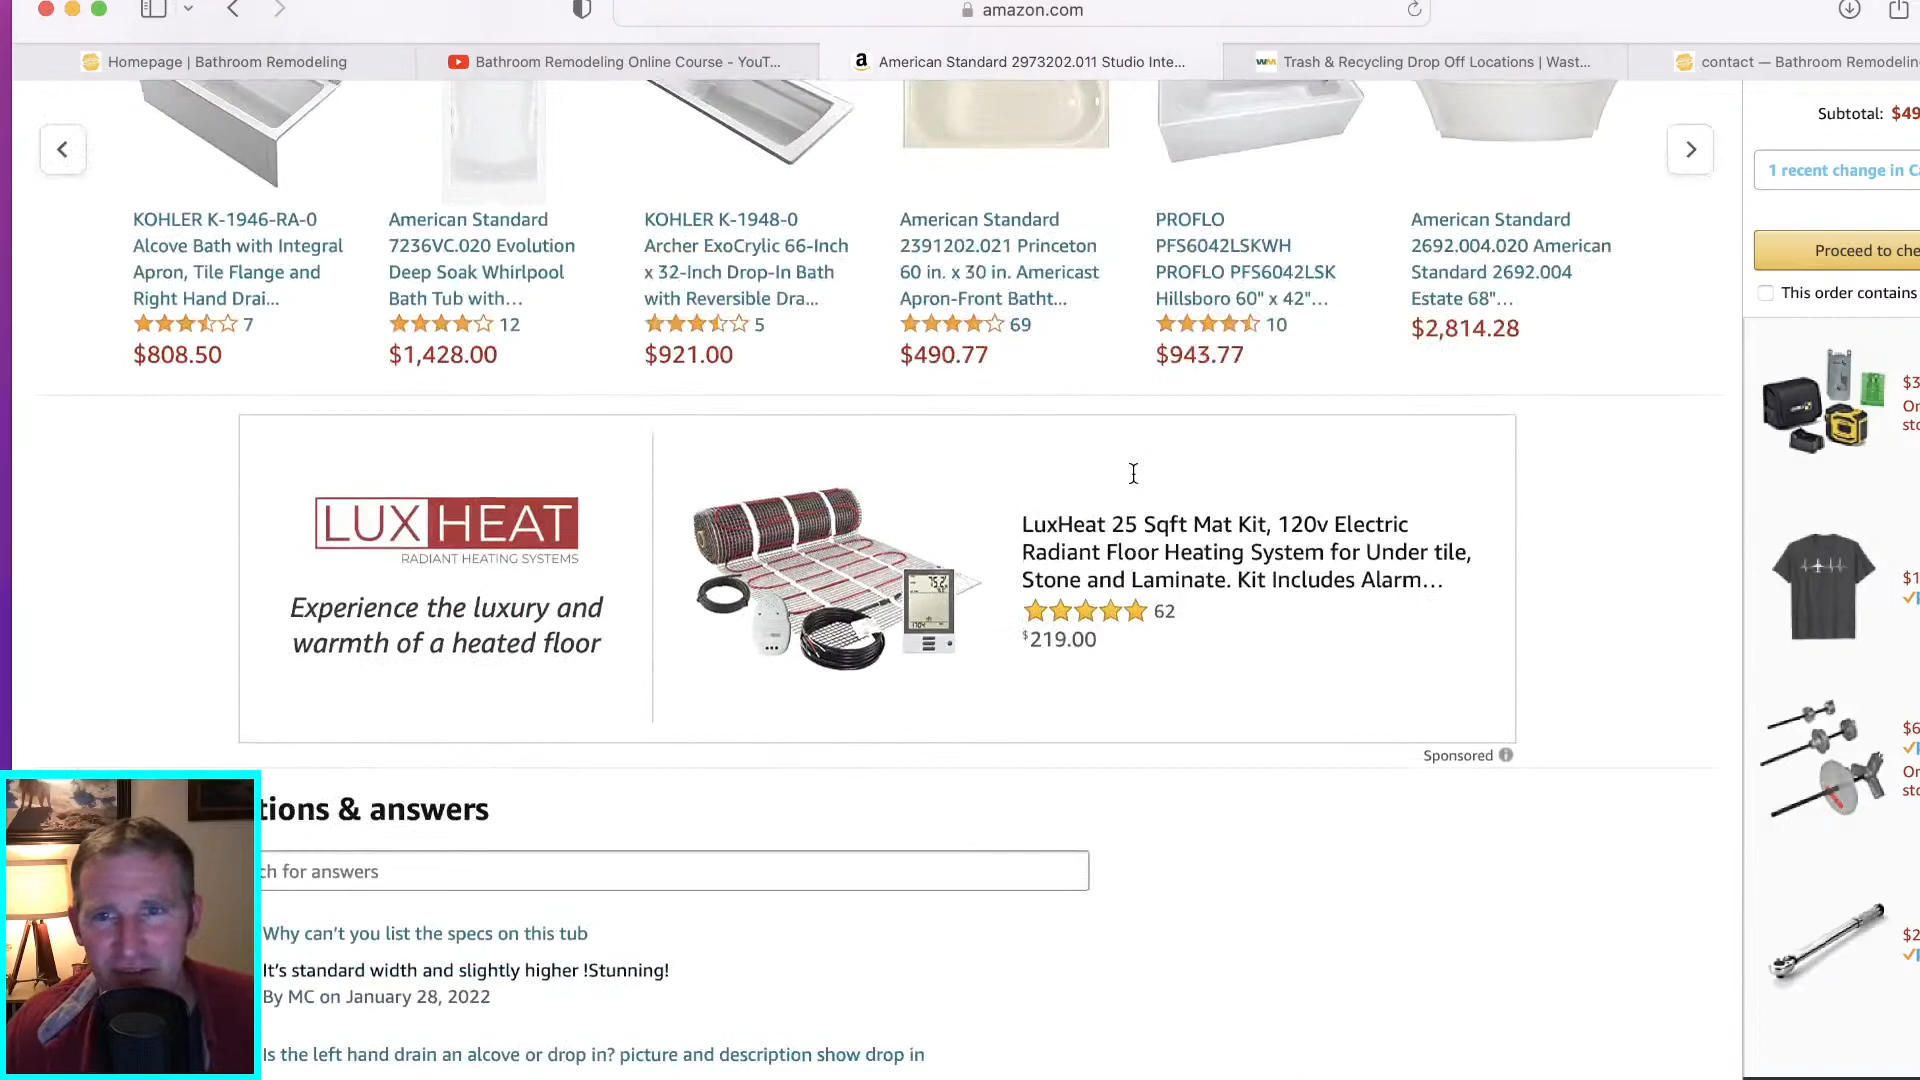 amazon.com
Homepage | Bathroom Remodeling
Bathroom Remodeling Online Course - YouT...
a
American Standard 2973202.011 Studio Inte...
Trash & Recycling Drop Off Locations | Wast...
contact — Bathroom Remodelin
Subtotal: $49
1 recent change in Ca
Proceed to che
This order contains
KOHLER K-1946-RA-0
Alcove Bath with Integral
Apron, Tile Flange and
Right Hand Drai...
7
$808.50
American Standard
7236VC.020 Evolution
Deep Soak Whirlpool
Bath Tub with...
12
$1,428.00
KOHLER K-1948-0
Archer ExoCrylic 66-Inch
x 32-Inch Drop-In Bath
with Reversible Dra...
5
$921.00
American Standard
2391202.021 Princeton
60 in. x 30 in. Americast
Apron-Front Batht...
69
$490.77
PROFLO
PFS6042LSKWH
PROFLO PFS6042LSK
Hillsboro 60" x 42"...
10
$943.77
American Standard
2692.004.020 American
Standard 2692.004
Estate 68"...
$2,814.28
LUXHEAT
RADIANT HEATING SYSTEMS
Experience the luxury and
warmth of a heated floor
LuxHeat 25 Sqft Mat Kit, 120v Electric
Radiant Floor Heating System for Under tile,
Stone and Laminate. Kit Includes Alarm...
62
$219.00
Sponsored
$3
Or
sto
$1
$6
Or
sto
$2
tions & answers
ch for answers
Why can't you list the specs on this tub
It's standard width and slightly higher !Stunning!
By MC on January 28, 2022
Is the left hand drain an alcove or drop in? picture and description show drop in